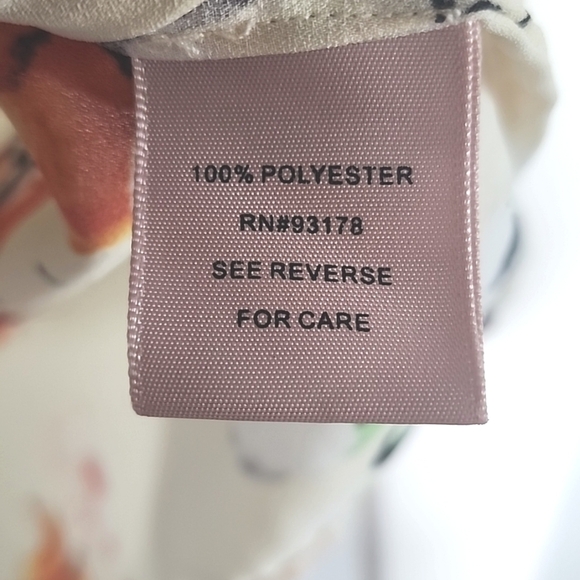 100% POLYESTER
RN#93178
SEE REVERSE
FOR CARE